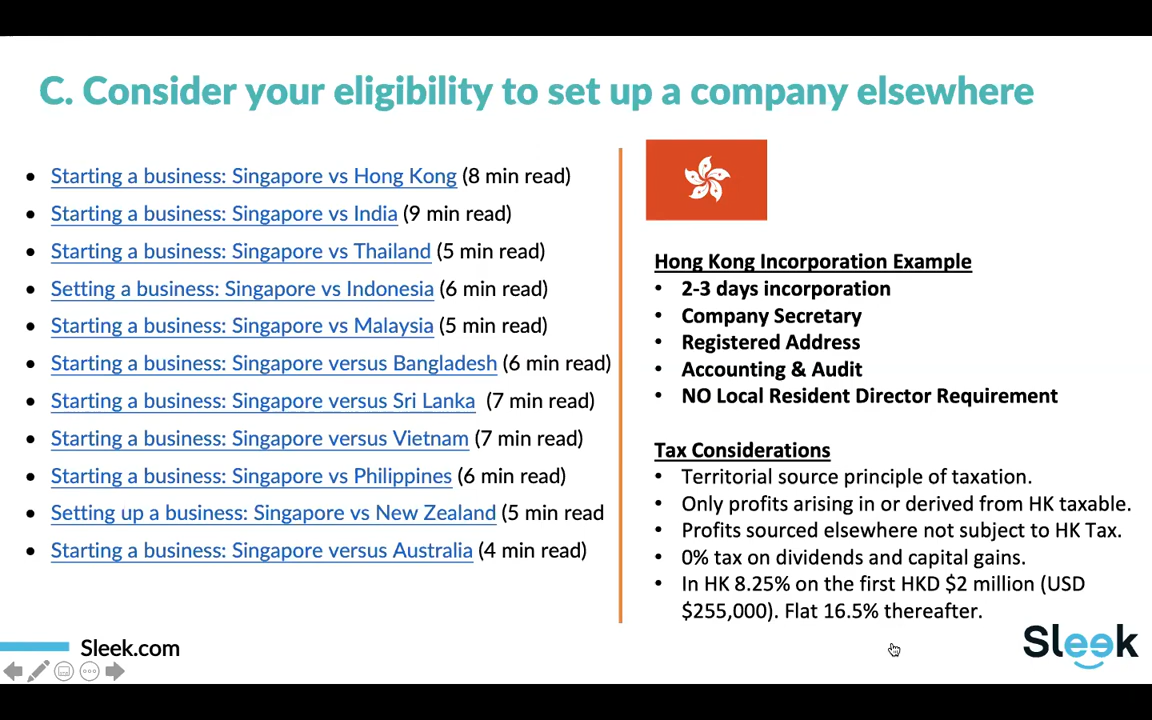 C. Consider your eligibility to set up a company elsewhere
• Starting a business: Singapore vs Hong Kong (8 min read)
• Starting a business: Singapore vs India (9 min read)
• Starting a business: Singapore vs Thailand (5 min read)
• Setting a business: Singapore vs Indonesia (6 min read)
• Starting a business: Singapore vs Malaysia (5 min read)
• Starting a business: Singapore versus Bangladesh (6 min read)
• Starting a business: Singapore versus Sri Lanka (7 min read)
• Starting a business: Singapore versus Vietnam (7 min read)
• Starting a business: Singapore vs Philippines (6 min read)
• Setting up a business: Singapore vs New Zealand (5 min read
• Starting a business: Singapore versus Australia (4 min read)
Hong Kong Incorporation Example
• 2-3 days incorporation
• Company Secretary
• Registered Address
• Accounting & Audit
• NO Local Resident Director Requirement
Tax Considerations
• Territorial source principle of taxation.
• Only profits arising in or derived from HK taxable.
• Profits sourced elsewhere not subject to HK Tax.
• 0% tax on dividends and capital gains.
• In HK 8.25% on the first HKD $2 million (USD
$255,000). Flat 16.5% thereafter.
Sleek.com
Sleek